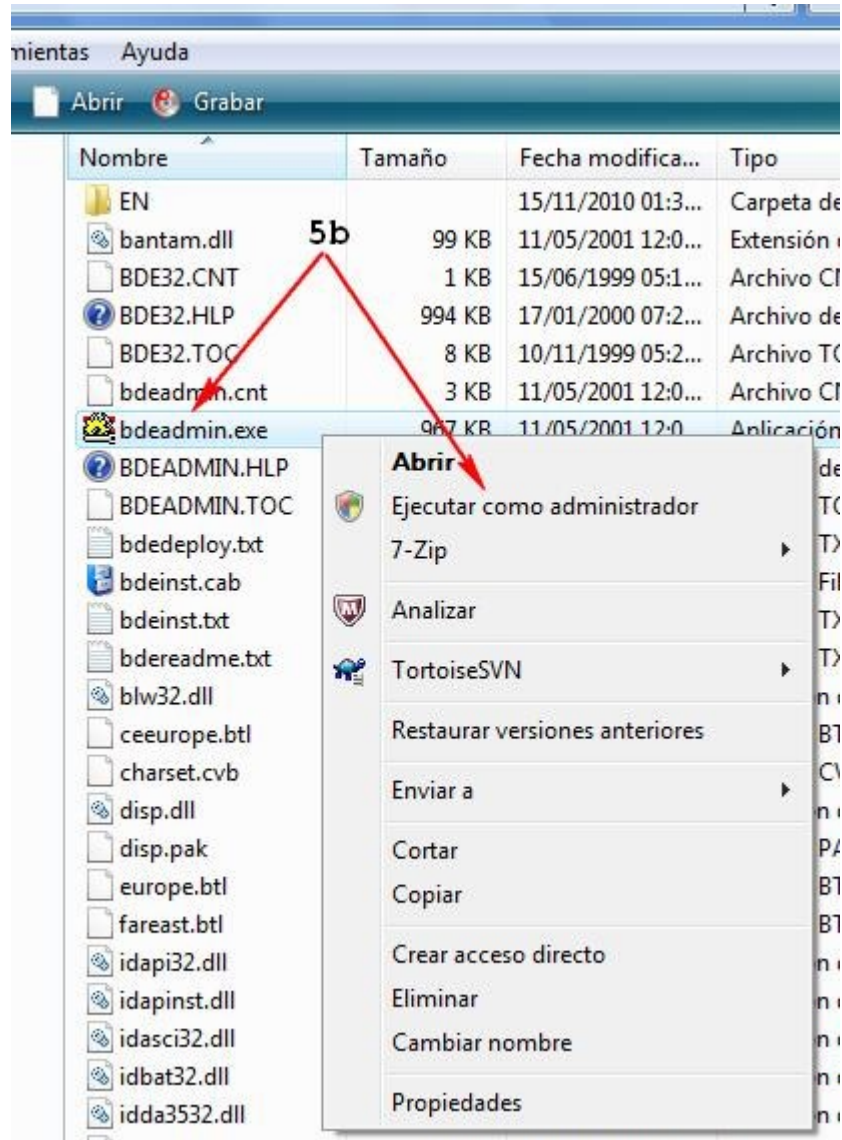 mientas Ayuda
Abrir Grabar
Nombre Tamaño Fecha modifica... Tipo
EN 15/11/2010 01:3... Carpeta de
5b
bantam.dll 99 KB 11/05/2001 12:0... Extensión
BDE32.CNT 1 KB 15/06/1999 05:1... Archivo
BDE32.HLP 994 KB 17/01/2000 07:2... Archivo de
BDE32.TOC 8 KB 10/11/1999 05:2... Archivo
bdeadmin.cnt 3 KB 11/05/2001 12:0... Archivo
bdeadmin.exe 967 KB 11/05/2001 12:0 Aplicación
BDEADMIN.HLP
BDEADMIN.TOC
bdedeploy.txt
bdeinst.cab
bdeinst.txt
bdereadme.txt
blw32.dll
ceeurope.btl
charset.cvb
disp.dll
disp.pak
europe.btl
fareast.btl
idapi32.dll
idapinst.dll
idasci32.dll
idbat32.dll
idda3532.dll
Abrir
Ejecutar como administrador
7-Zip
Analizar
TortoiseSVN
Restaurar versiones anteriores
Enviar a
Cortar
Copiar
Crear acceso directo
Eliminar
Cambiar nombre
Propiedades